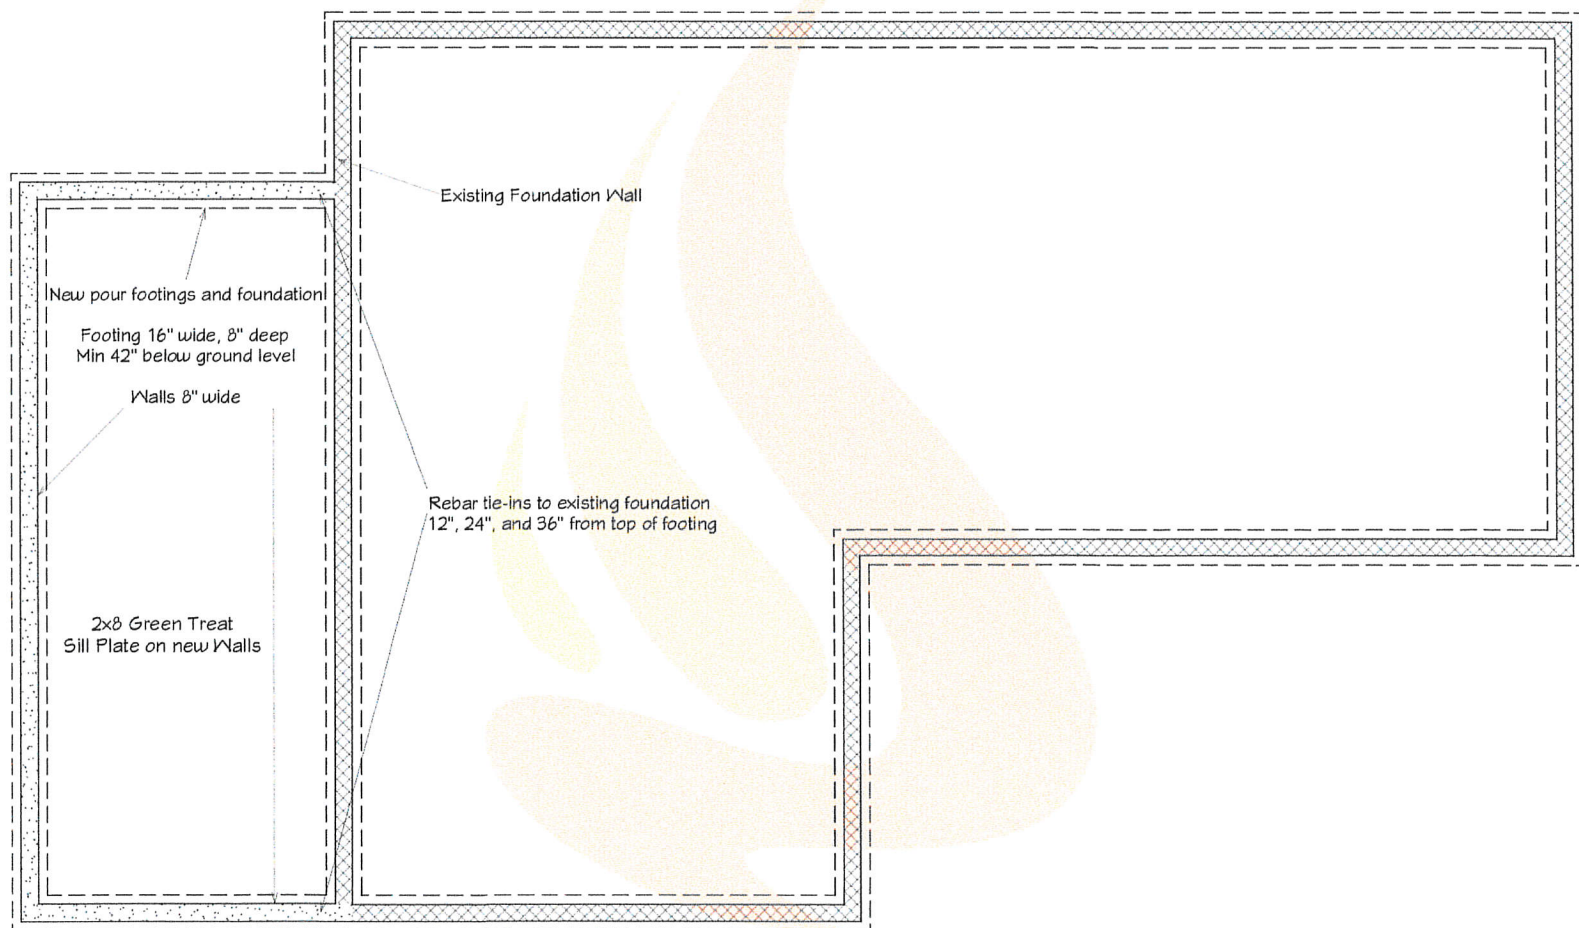 Existing Foundation Wall
New pour footings and foundation
Footing 16" wide, 8" deep
Min 42" below ground level
Walls 8" wide
Rebar tie-ins to existing foundation
12", 24", and 36" from top of footing
2x8 Green Treat
Sill Plate on new Walls